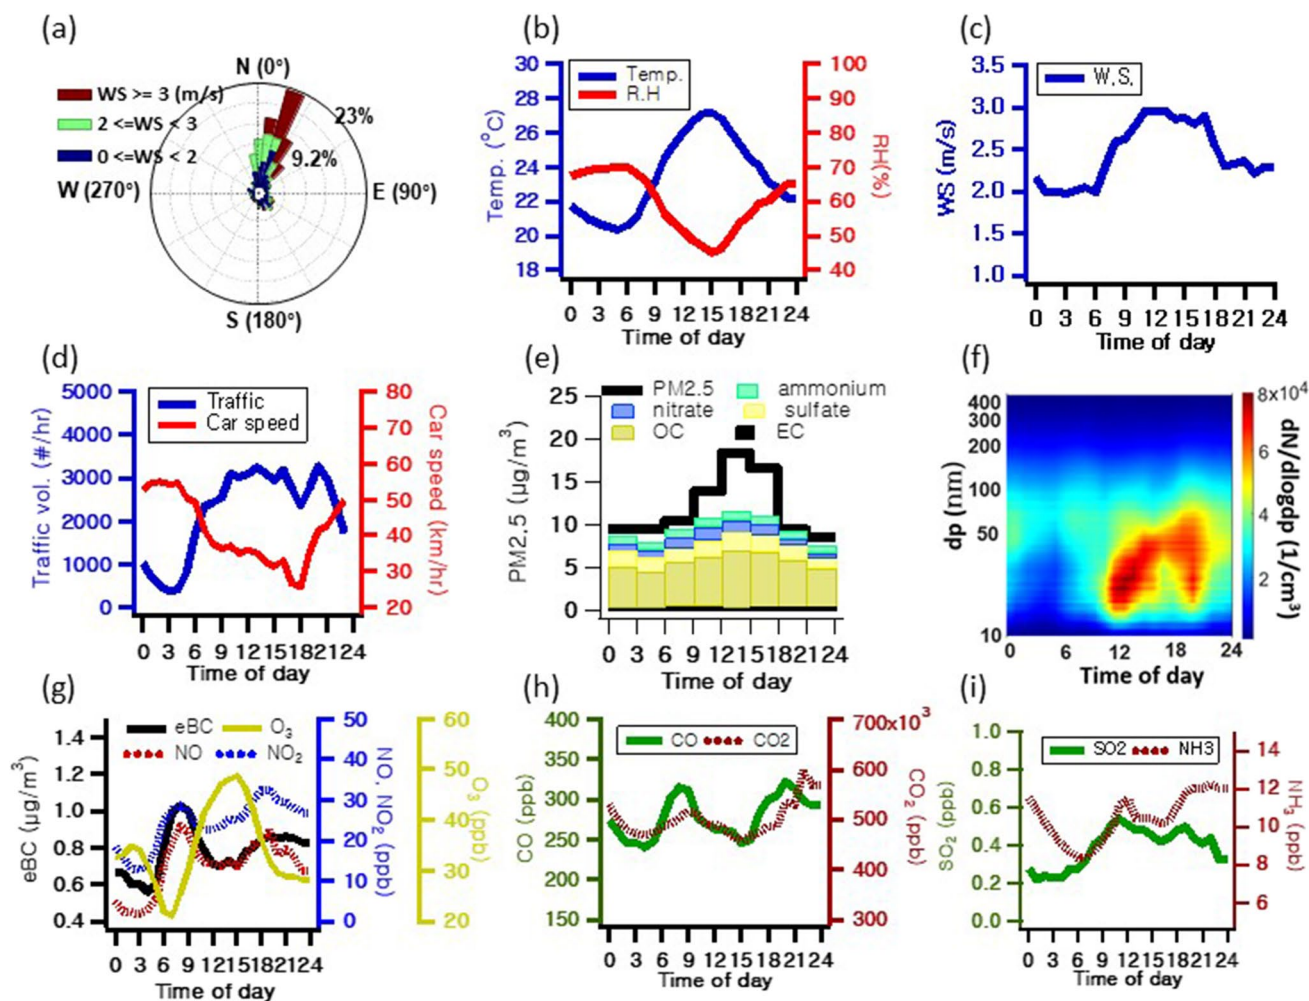 (a)
N (0°)
WS >= 3 (m/s)
2 <=WS < 3
0 <=WS < 2
23%
9.2%
W (270°)
E (90°)
S (180°)
(b)
Temp.
R.H
Temp. (°C)
30
28
26
24
22
20
18
RH(%)
100
90
80
70
60
50
40
0 3 6 9 12 15 18 21 24
Time of day
(c)
W.S.
WS (m/s)
3.5
3.0
2.5
2.0
1.5
1.0
0 3 6 9 12 15 18 21 24
Time of day
(d)
Traffic
Car speed
Traffic vol. (#/hr)
5000
4000
3000
2000
1000
0
Car speed (km/hr)
80
70
60
50
40
30
20
0 3 6 9 12 15 18 21 24
Time of day
(e)
PM2.5 ammonium
nitrate sulfate
OC EC
PM2.5 (µg/m³)
25
20
15
10
5
0
0 3 6 9 12 15 18 21 24
Time of day
(f)
dp (nm)
400
300
200
100
50
10
8x10⁴
6
4
2
dN/dlogdp (1/cm³)
0 6 12 18 24
Time of day
(g)
eBC O₃
NO NO₂
eBC (µg/m³)
1.4
1.2
1.0
0.8
0.6
0.4
NO, NO₂ (ppb)
50
40
30
20
10
0
O₃ (ppb)
60
50
40
30
20
0 3 6 9 12 15 18 21 24
Time of day
(h)
CO CO2
CO (ppb)
400
350
300
250
200
150
CO₂ (ppb)
700x10³
600
500
400
300
0 3 6 9 12 15 18 21 24
Time of day
(i)
SO2 NH3
SO₂ (ppb)
1.0
0.8
0.6
0.4
0.2
0.0
NH₃ (ppb)
14
12
10
8
6
0 3 6 9 12 15 18 21 24
Time of day